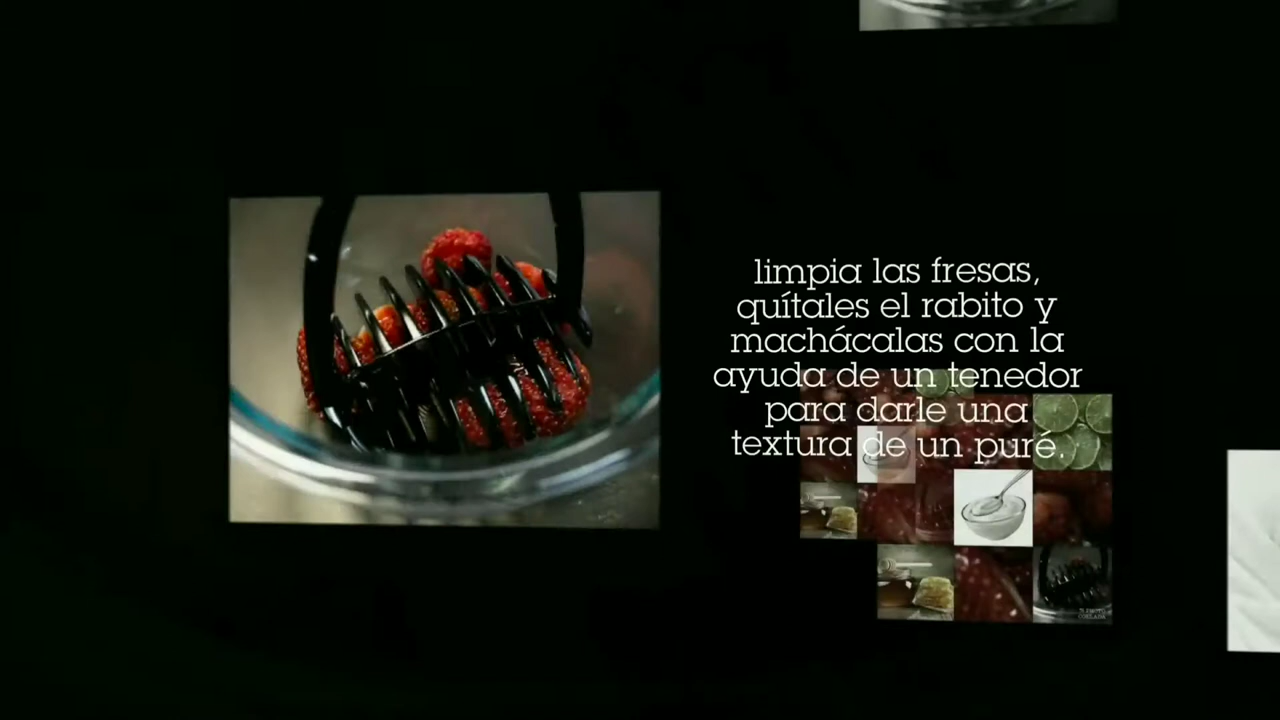 limpia las fresas,
quítales el rabito y
machácalas con la
ayuda de un tenedor
para darle una
textura de un puré.